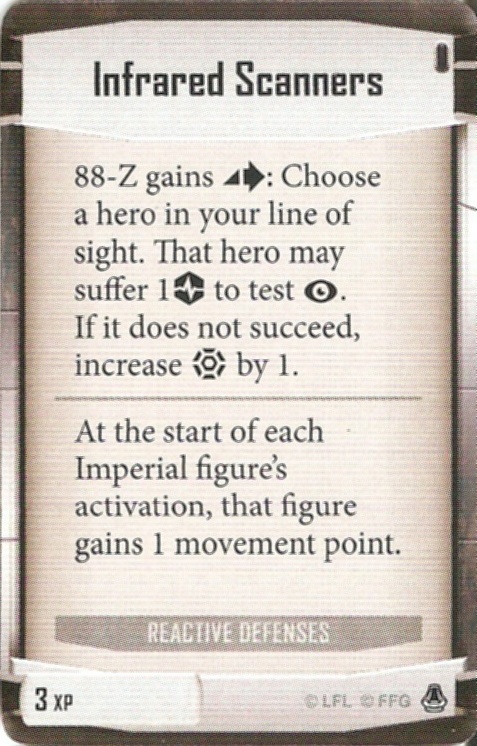 Infrared Scanners
88-Z gains : Choose
a hero in your line of
sight. That hero may
suffer 1 to test .
If it does not succeed,
increase by 1.
At the start of each
Imperial figure's
activation, that figure
gains 1 movement point.
REACTIVE DEFENSES
3 XP
© LFL © FFG